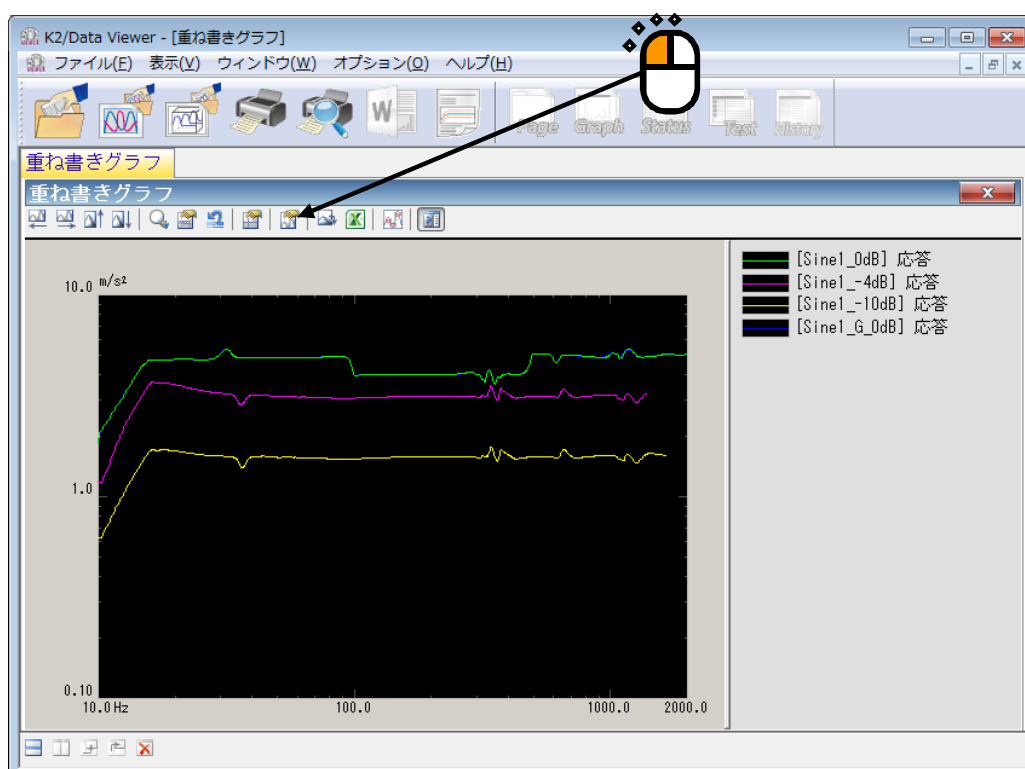 K2/Data Viewer - [重ね書きグラフ]
ファイル(F) 表示(V) ウィンドウ(W) オプション(O) ヘルプ(H)
W Page Graph Status Test History
重ね書きグラフ
重ね書きグラフ
10.0 m/s²
1.0
0.10
10.0Hz 100.0 1000.0 2000.0
[Sine1_0dB] 応答
[Sine1_-4dB] 応答
[Sine1_-10dB] 応答
[Sine1_G_0dB] 応答